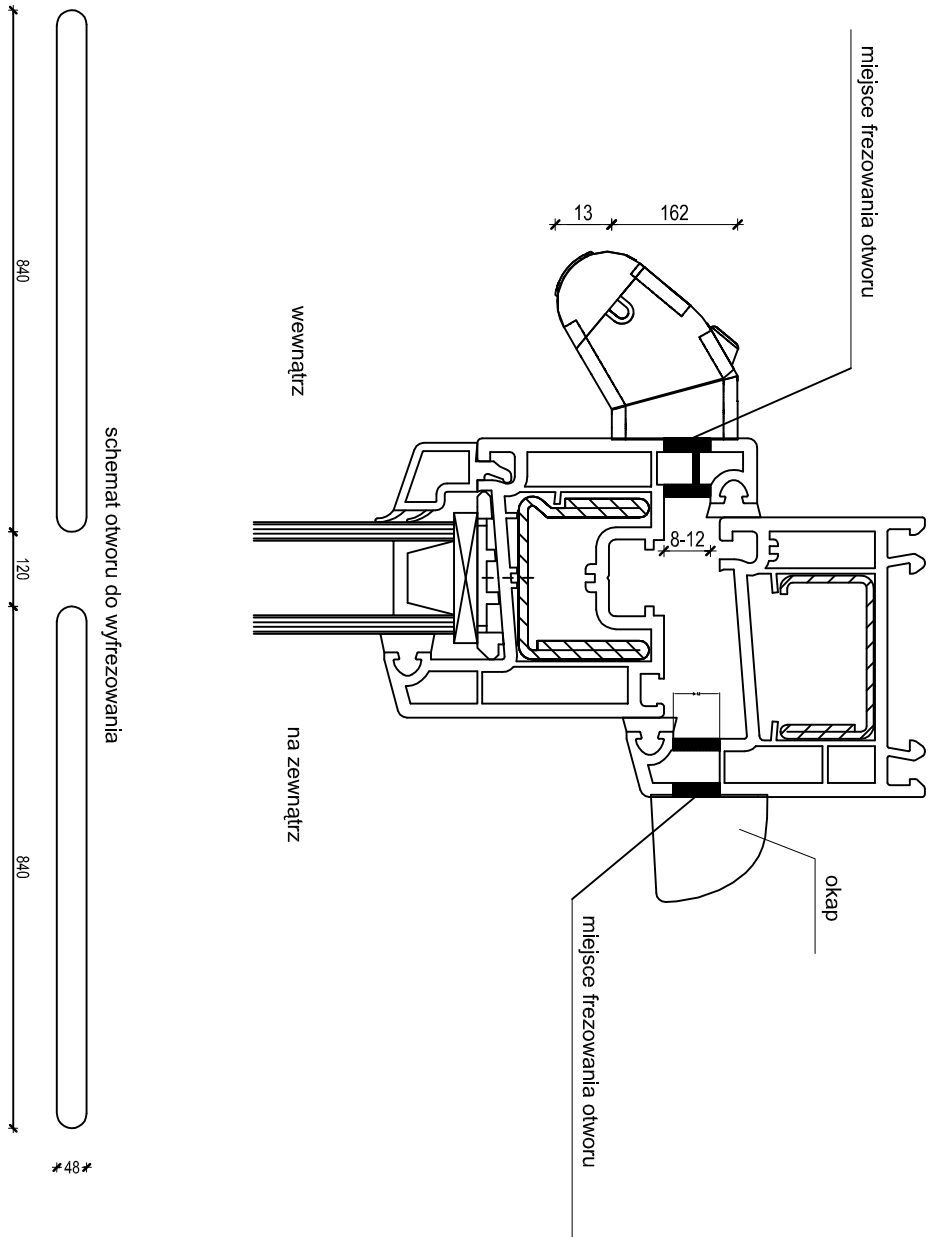 miejsce frezowania otworu
13
162
wewnątrz
8-12
na zewnątrz
okap
miejsce frezowania otworu
schemat otworu do wyfrezowania
840
120
840
48